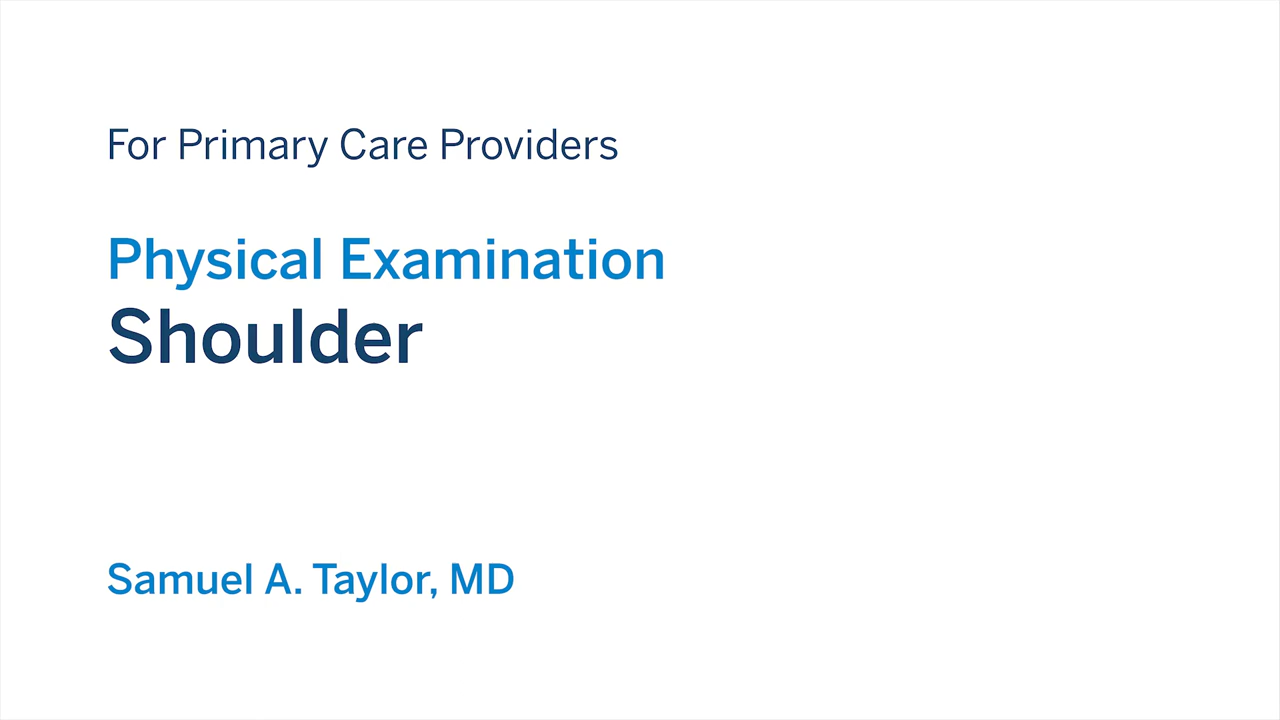 For Primary Care Providers
Physical Examination
Shoulder
Samuel A. Taylor, MD